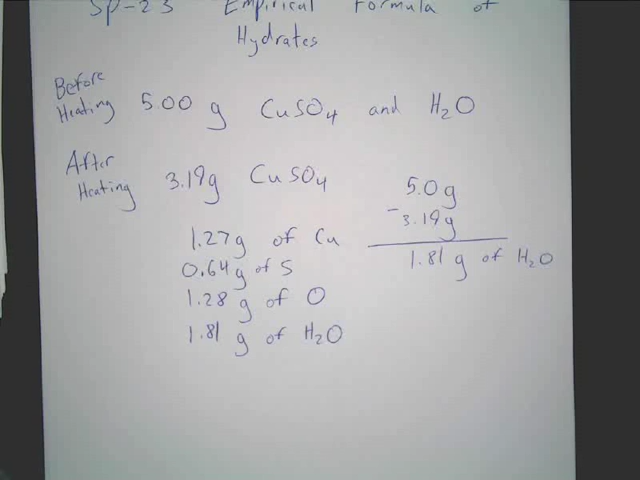 Sp-23 Empirical Formula of
Hydrates
Before
Heating 5.00 g CuSO4 and H2O
After
Heating 3.19g CuSO4
5.0g
- 3.19g
1.81 g of H2O
1.27g of Cu
0.64g of S
1.28 g of O
1.81 g of H2O